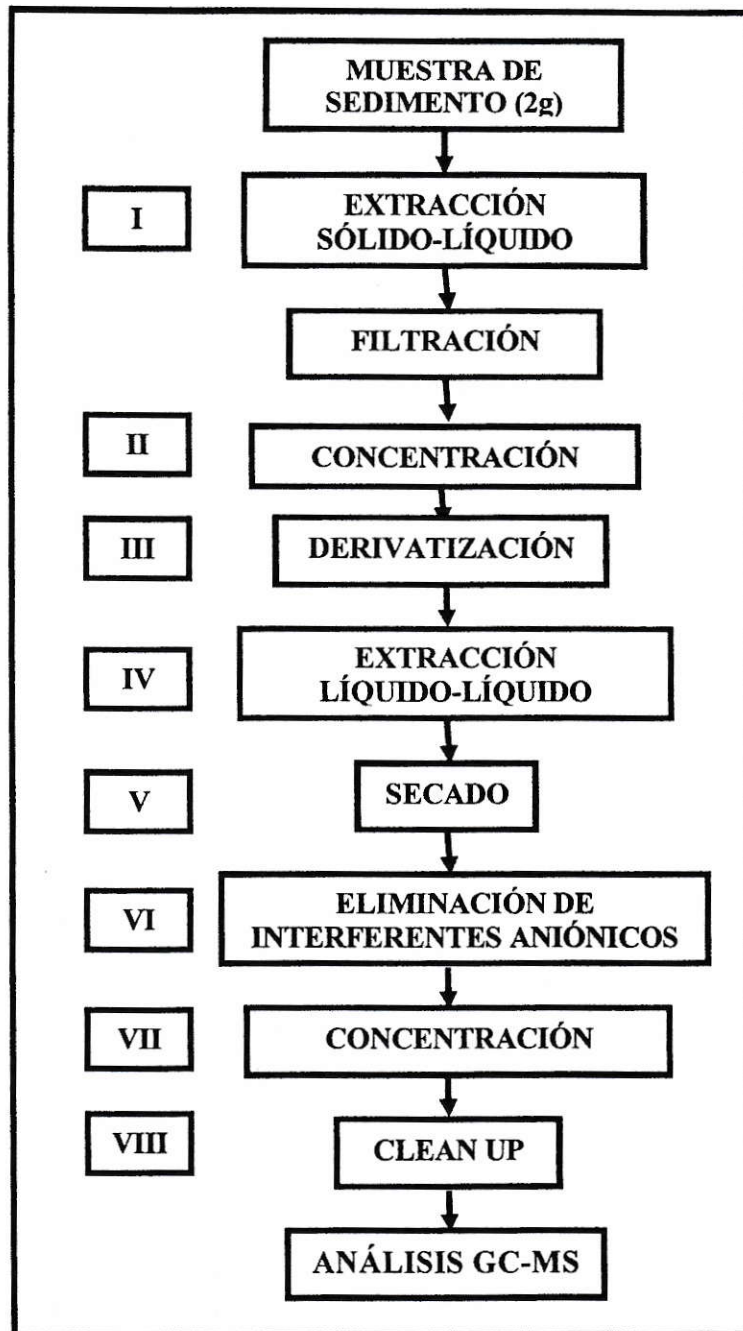 MUESTRA DE
SEDIMENTO (2g)
I
EXTRACCIÓN
SÓLIDO-LÍQUIDO
FILTRACIÓN
II
CONCENTRACIÓN
III
DERIVATIZACIÓN
IV
EXTRACCIÓN
LÍQUIDO-LÍQUIDO
V
SECADO
VI
ELIMINACIÓN DE
INTERFERENTES ANIÓNICOS
VII
CONCENTRACIÓN
VIII
CLEAN UP
ANÁLISIS GC-MS